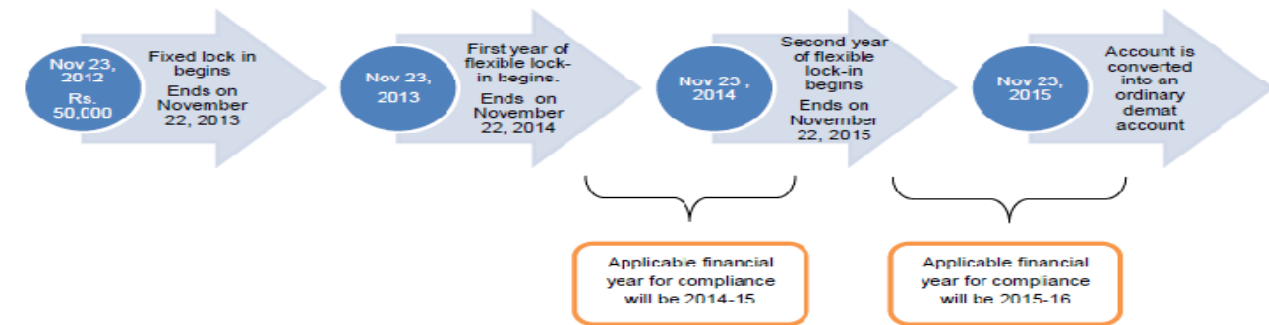 Nov 23,
2012
Rs.
50,000
Fixed lock in
begins
Ends on
November
22, 2013
Nov 23,
2013
First year of
flexible lock-
in begins.
Ends on
November
22, 2014
Nov 23 ,
2014
Second year
of flexible
lock-in
begins
Ends on
November
22, 2015
Nov 23,
2015
Account is
converted
into an
ordinary
demat
account
Applicable financial
year for compliance
will be 2014-15
Applicable financial
year for compliance
will be 2015-16